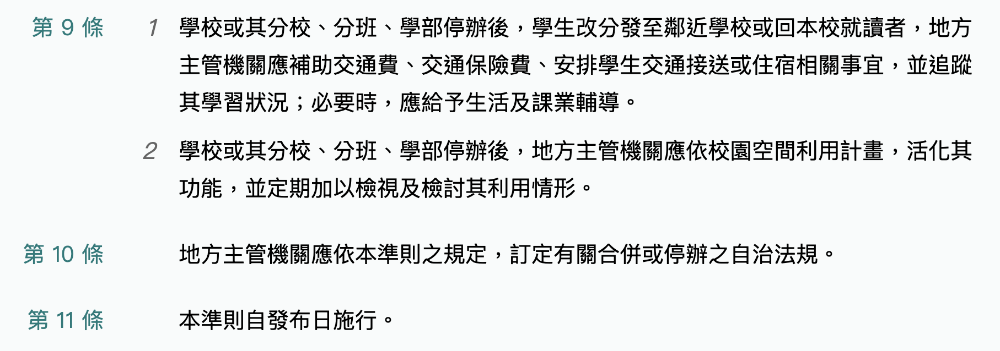 第 9 條 1 學校或其分校、分班、學部停辦後，學生改分發至鄰近學校或回本校就讀者，地方
主管機關應補助交通費、交通保險費、安排學生交通接送或住宿相關事宜，並追蹤
其學習狀況；必要時，應給予生活及課業輔導。
2 學校或其分校、分班、學部停辦後，地方主管機關應依校園空間利用計畫，活化其
功能，並定期加以檢視及檢討其利用情形。
第 10 條 地方主管機關應依本準則之規定，訂定有關合併或停辦之自治法規。
第 11 條 本準則自發布日施行。